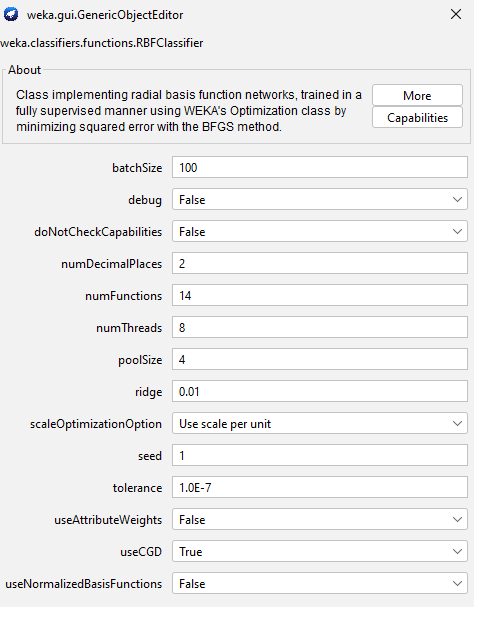 weka.gui.GenericObjectEditor
weka.classifiers.functions.RBFClassifier
About
Class implementing radial basis function networks, trained in a
fully supervised manner using WEKA's Optimization class by
minimizing squared error with the BFGS method.
More
Capabilities
batchSize 100
debug False
doNotCheckCapabilities False
numDecimalPlaces 2
numFunctions 14
numThreads 8
poolSize 4
ridge 0.01
scaleOptimizationOption Use scale per unit
seed 1
tolerance 1.0E-7
useAttributeWeights False
useCGD True
useNormalizedBasisFunctions False